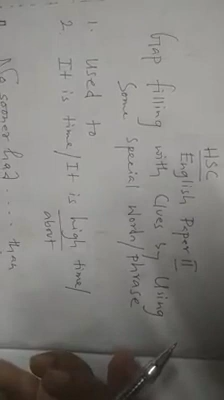 HSC
English Paper II
Gap filling with Clues by Using
Some Special Word/phrase
1. Used to
2. It is time/It is high time/
about
No sooner had.... than